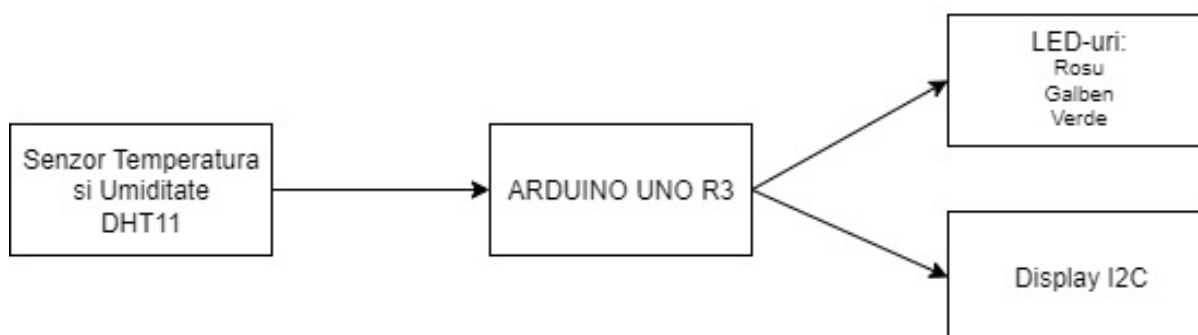 Senzor Temperatura
si Umiditate
DHT11
ARDUINO UNO R3
LED-uri:
Rosu
Galben
Verde
Display I2C